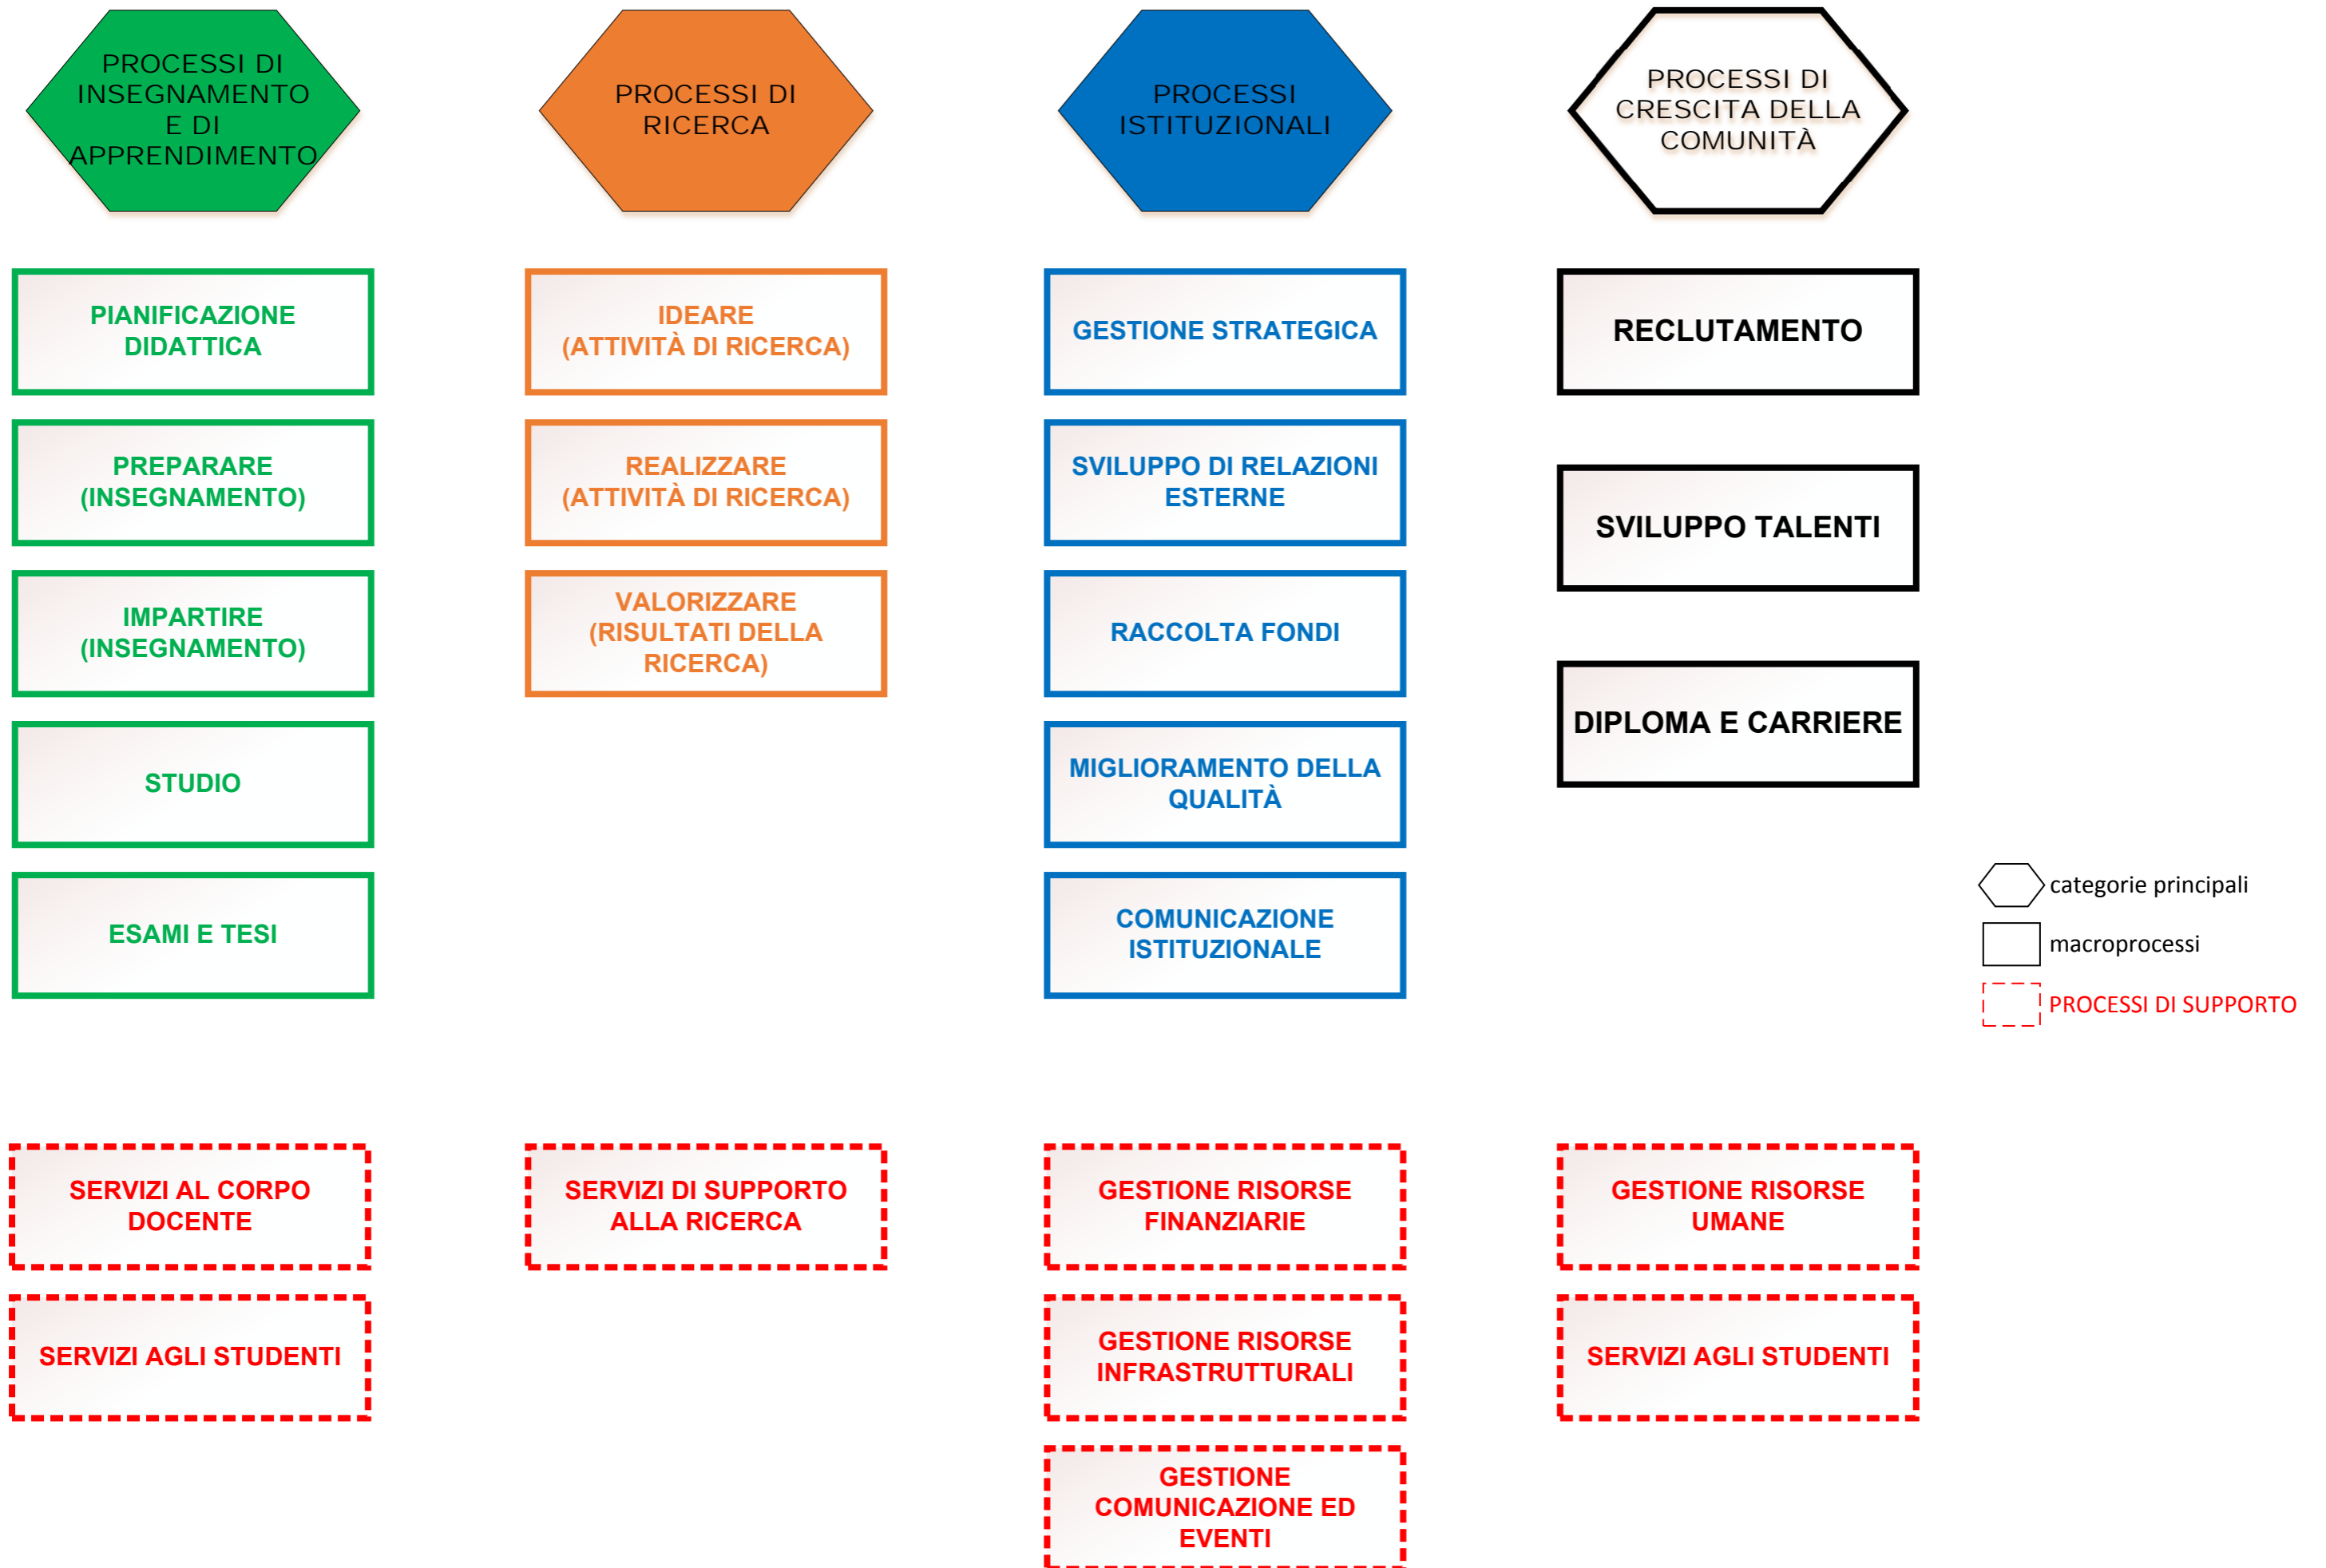 PROCESSI DI
INSEGNAMENTO
E DI
APPRENDIMENTO
PROCESSI DI
RICERCA
PROCESSI
ISTITUZIONALI
PROCESSI DI
CRESCITA DELLA
COMUNITÀ
PIANIFICAZIONE
DIDATTICA
PREPARARE
(INSEGNAMENTO)
IMPARTIRE
(INSEGNAMENTO)
STUDIO
ESAMI E TESI
IDEARE
(ATTIVITÀ DI RICERCA)
REALIZZARE
(ATTIVITÀ DI RICERCA)
VALORIZZARE
(RISULTATI DELLA
RICERCA)
GESTIONE STRATEGICA
SVILUPPO DI RELAZIONI
ESTERNE
RACCOLTA FONDI
MIGLIORAMENTO DELLA
QUALITÀ
COMUNICAZIONE
ISTITUZIONALE
RECLUTAMENTO
SVILUPPO TALENTI
DIPLOMA E CARRIERE
categorie principali
macroprocessi
PROCESSI DI SUPPORTO
SERVIZI AL CORPO
DOCENTE
SERVIZI AGLI STUDENTI
SERVIZI DI SUPPORTO
ALLA RICERCA
GESTIONE RISORSE
FINANZIARIE
GESTIONE RISORSE
INFRASTRUTTURALI
GESTIONE
COMUNICAZIONE ED
EVENTI
GESTIONE RISORSE
UMANE
SERVIZI AGLI STUDENTI